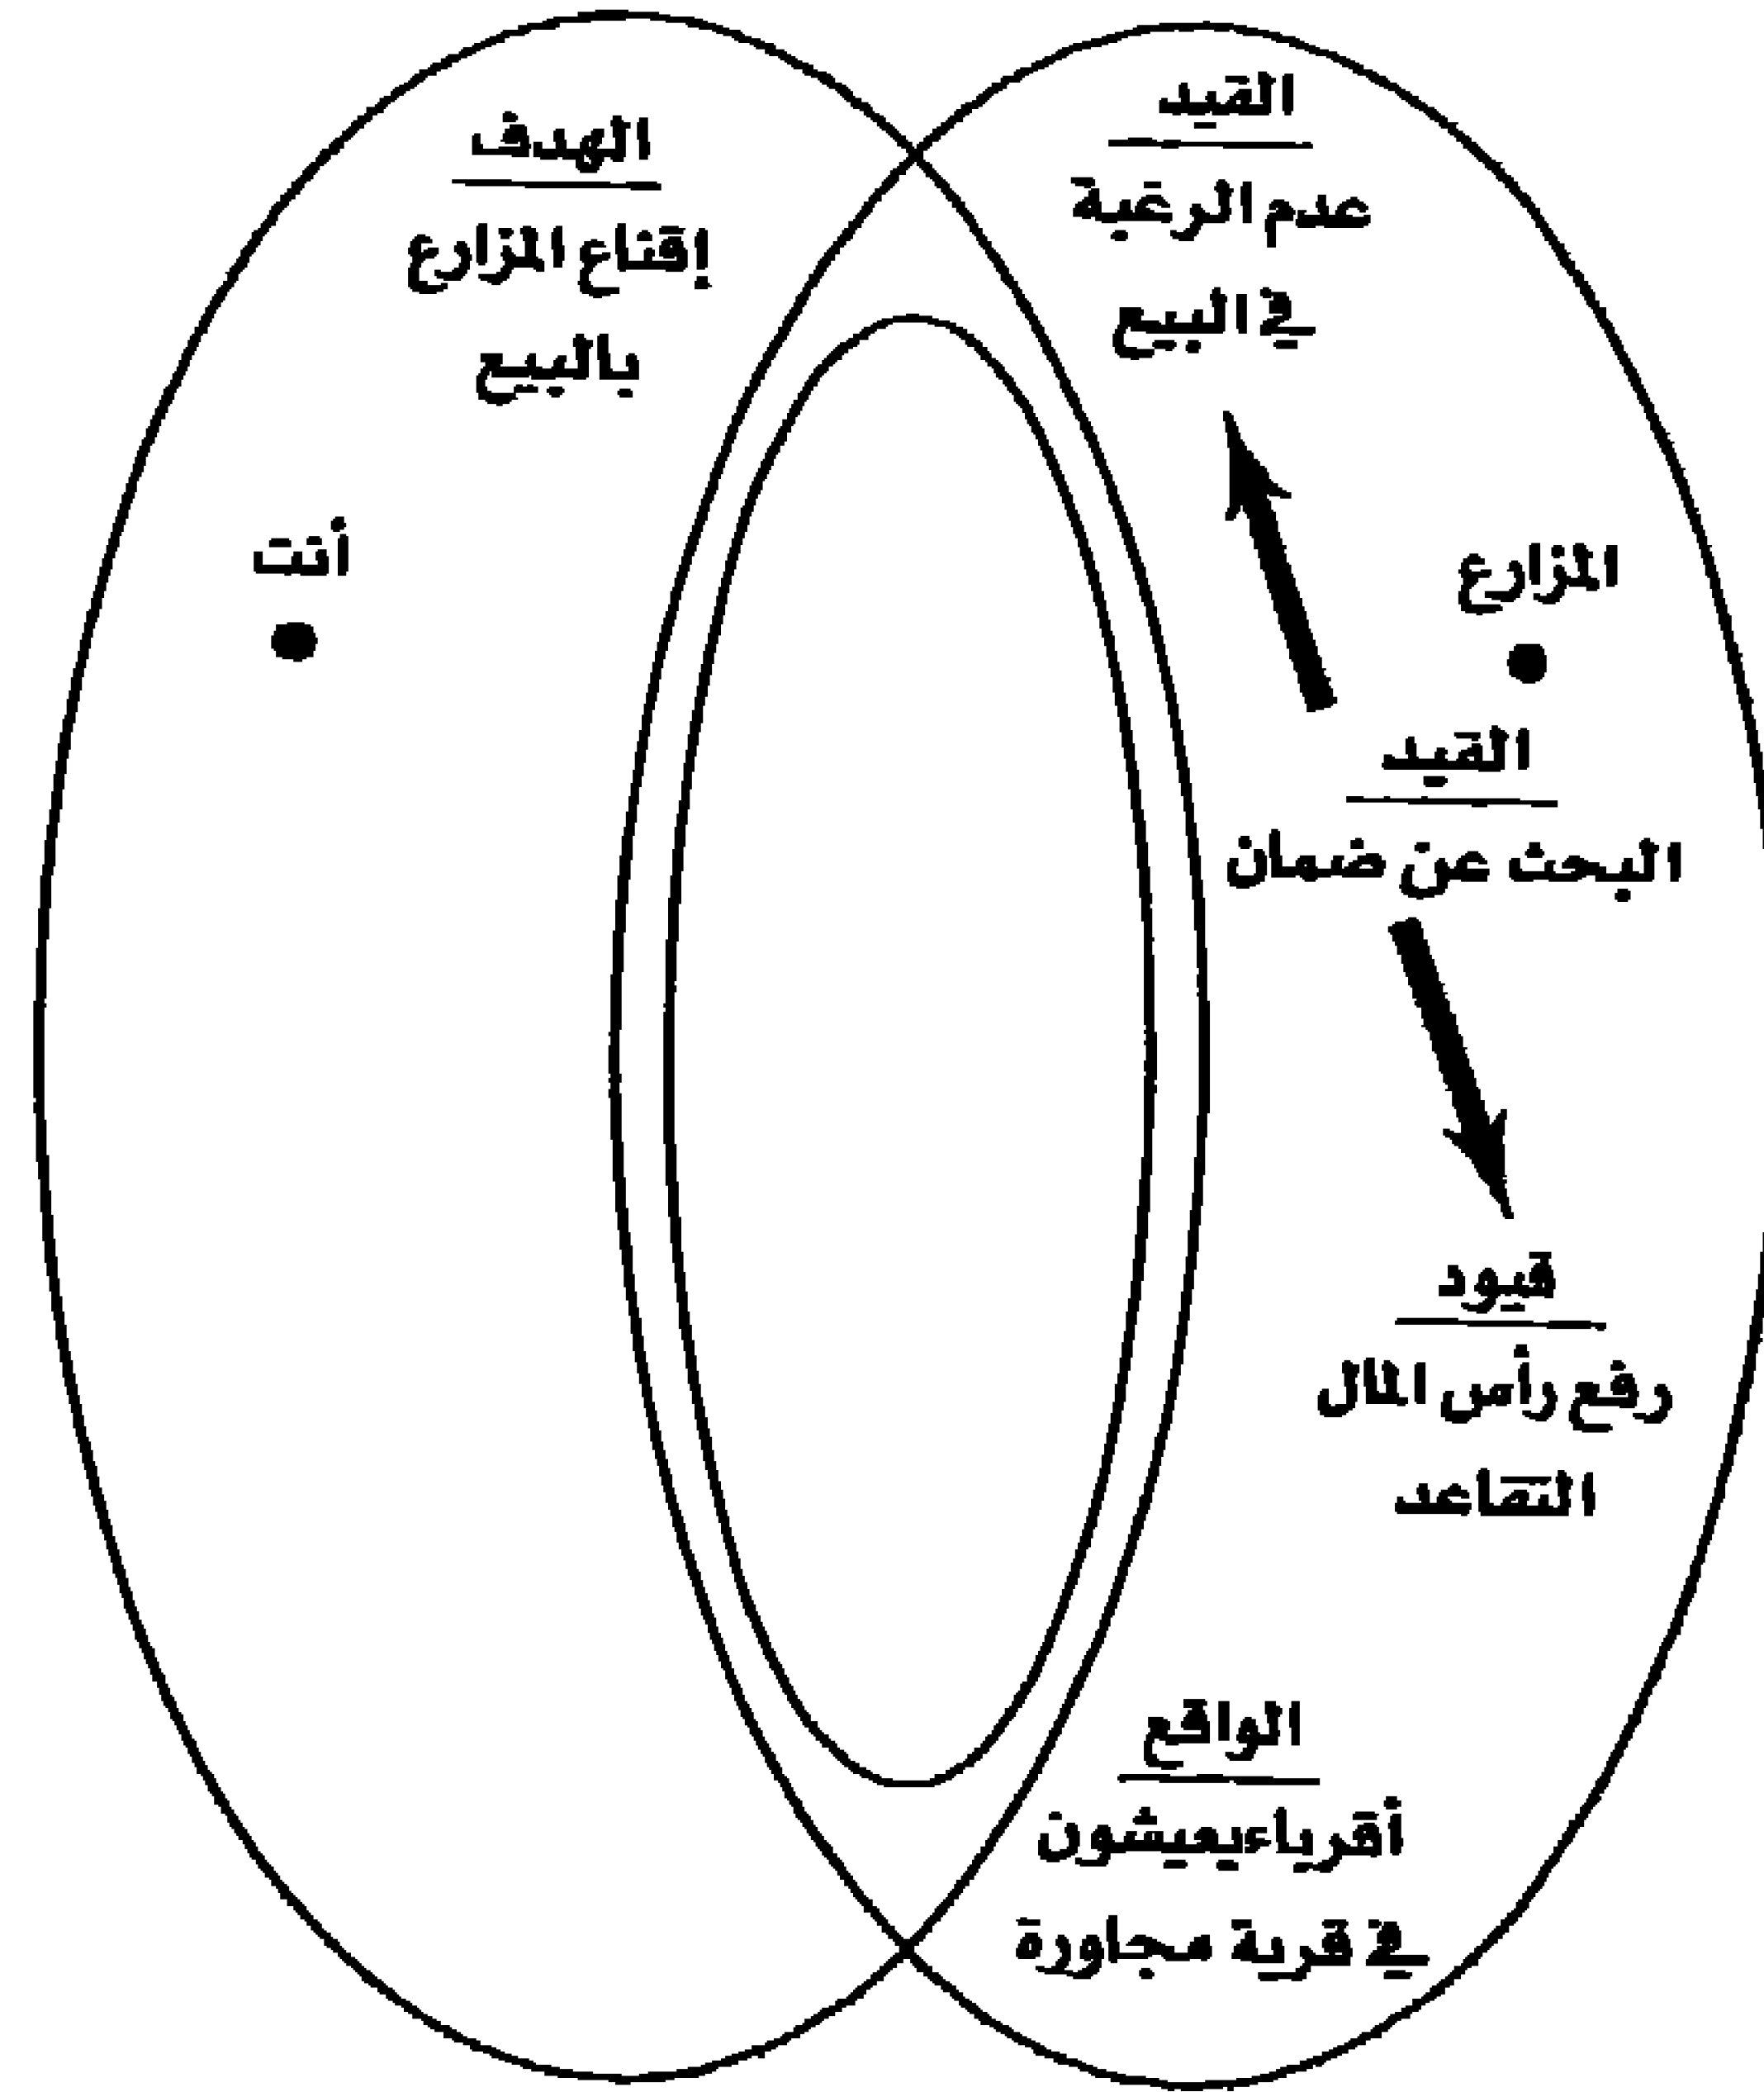 القيد
عدم الرغبة
في البيع
المزارع
القيد
البحث عن ضمان
قيود
رفع رأس المال
التقاعد
الواقع
أقرباء يعيشون
في قرية مجاورة
الهدف
إقناع المزارع
بالبيع
أنت